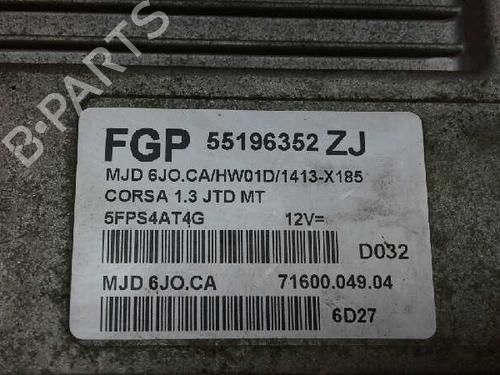 B-PARTS
FGP 55196352 ZJ
MJD 6JO.CA/HW01D/1413-X185
CORSA 1.3 JTD MT
5FPS4AT4G 12V=
D032
MJD 6JO.CA 71600.049.04
6D27